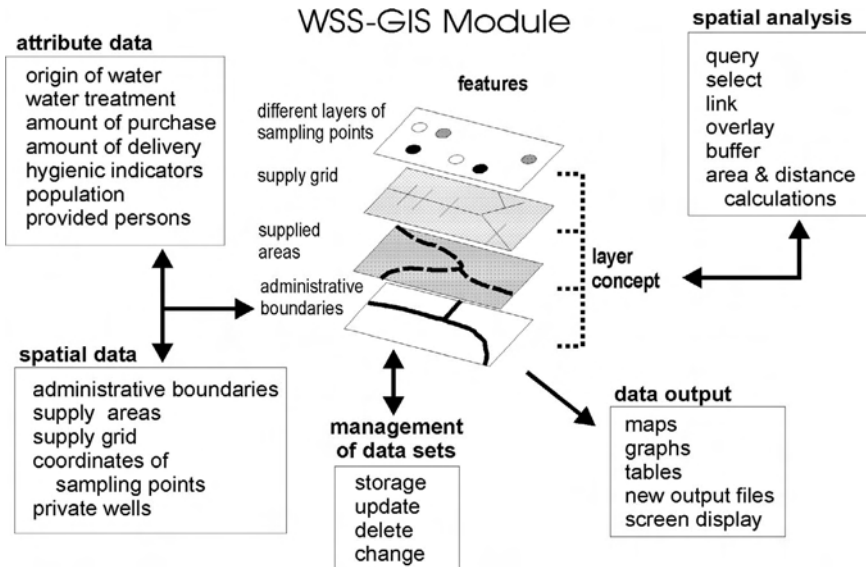 WSS-GIS Module
attribute data
origin of water
water treatment
amount of purchase
amount of delivery
hygienic indicators
population
provided persons
features
different layers of
sampling points
supply grid
supplied
areas
administrative
boundaries
layer
concept
spatial analysis
query
select
link
overlay
buffer
area & distance
calculations
spatial data
administrative boundaries
supply areas
supply grid
coordinates of
sampling points
private wells
management
of data sets
storage
update
delete
change
data output
maps
graphs
tables
new output files
screen display